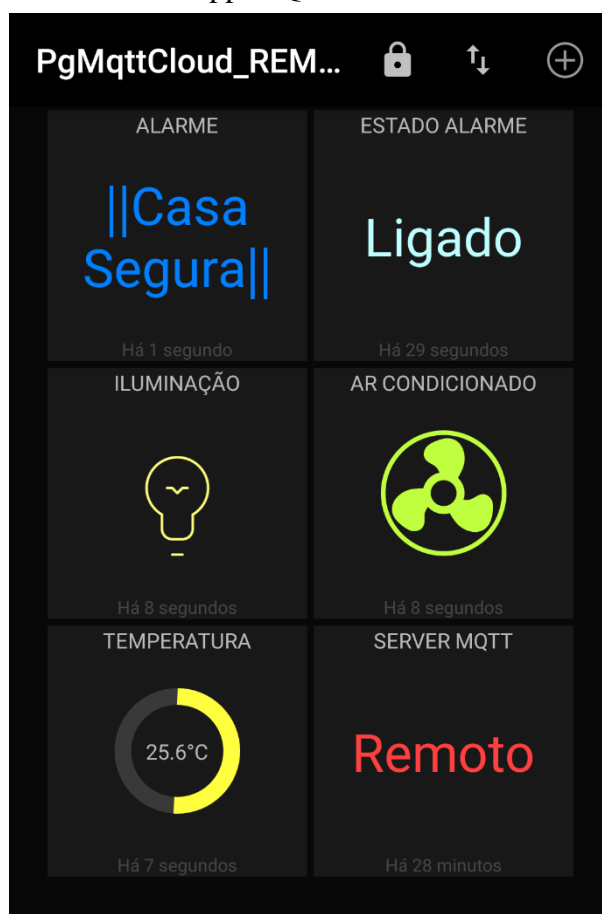 PgMqttCloud_REM...
ALARME
||Casa
Segura||
Há 1 segundo
ESTADO ALARME
Ligado
Há 29 segundos
ILUMINAÇÃO
Há 8 segundos
AR CONDICIONADO
Há 8 segundos
TEMPERATURA
25.6°C
Há 7 segundos
SERVER MQTT
Remoto
Há 28 minutos